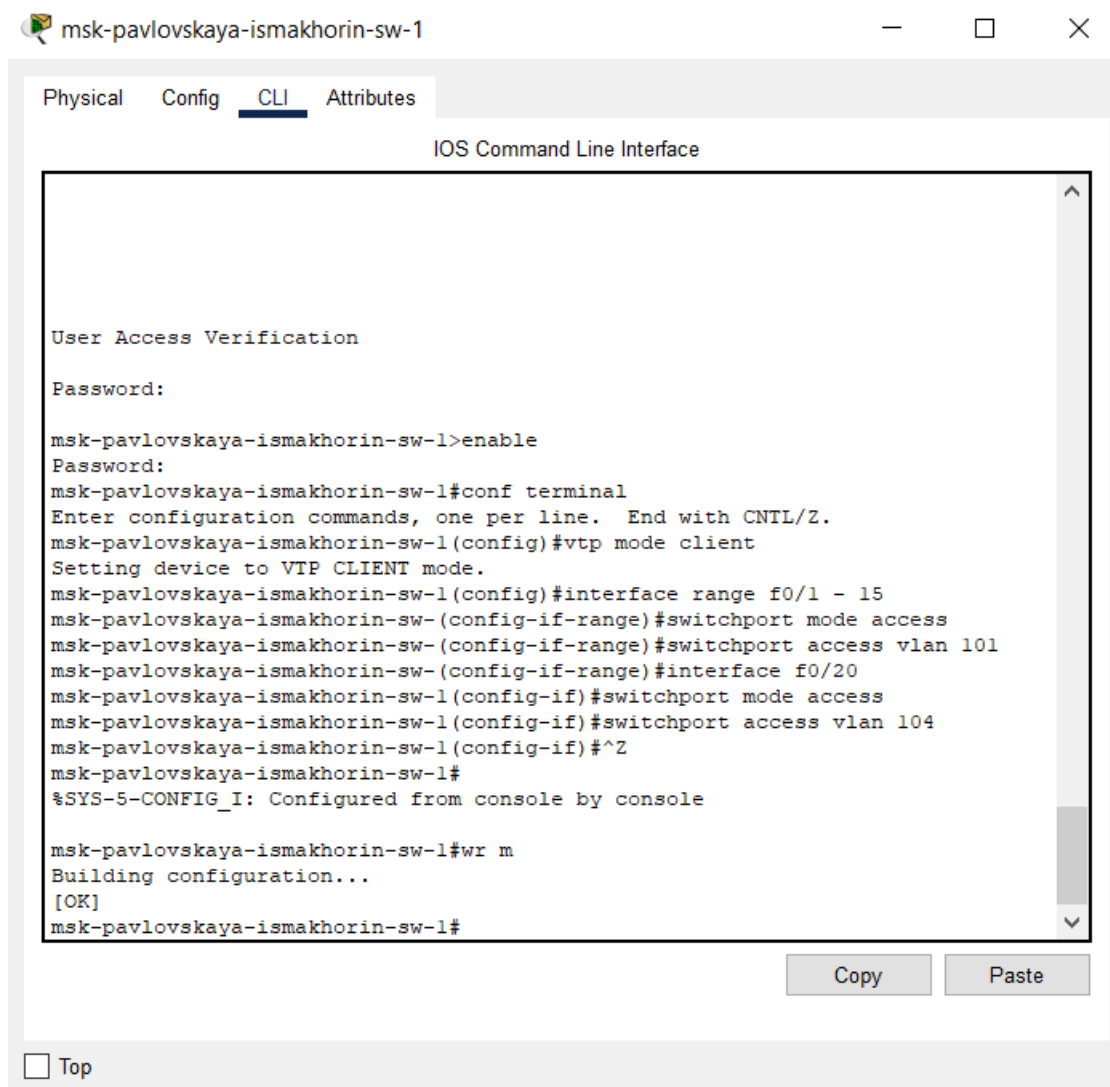 msk-pavlovskaya-ismakhorin-sw-1
Physical Config CLI Attributes
IOS Command Line Interface
User Access Verification
Password:
msk-pavlovskaya-ismakhorin-sw-1>enable
Password:
msk-pavlovskaya-ismakhorin-sw-1#conf terminal
Enter configuration commands, one per line.  End with CNTL/Z.
msk-pavlovskaya-ismakhorin-sw-1(config)#vtp mode client
Setting device to VTP CLIENT mode.
msk-pavlovskaya-ismakhorin-sw-1(config)#interface range f0/1 - 15
msk-pavlovskaya-ismakhorin-sw-(config-if-range)#switchport mode access
msk-pavlovskaya-ismakhorin-sw-(config-if-range)#switchport access vlan 101
msk-pavlovskaya-ismakhorin-sw-(config-if-range)#interface f0/20
msk-pavlovskaya-ismakhorin-sw-1(config-if)#switchport mode access
msk-pavlovskaya-ismakhorin-sw-1(config-if)#switchport access vlan 104
msk-pavlovskaya-ismakhorin-sw-1(config-if)#^Z
msk-pavlovskaya-ismakhorin-sw-1#
%SYS-5-CONFIG_I: Configured from console by console
msk-pavlovskaya-ismakhorin-sw-1#wr m
Building configuration...
[OK]
msk-pavlovskaya-ismakhorin-sw-1#
Copy Paste
Top